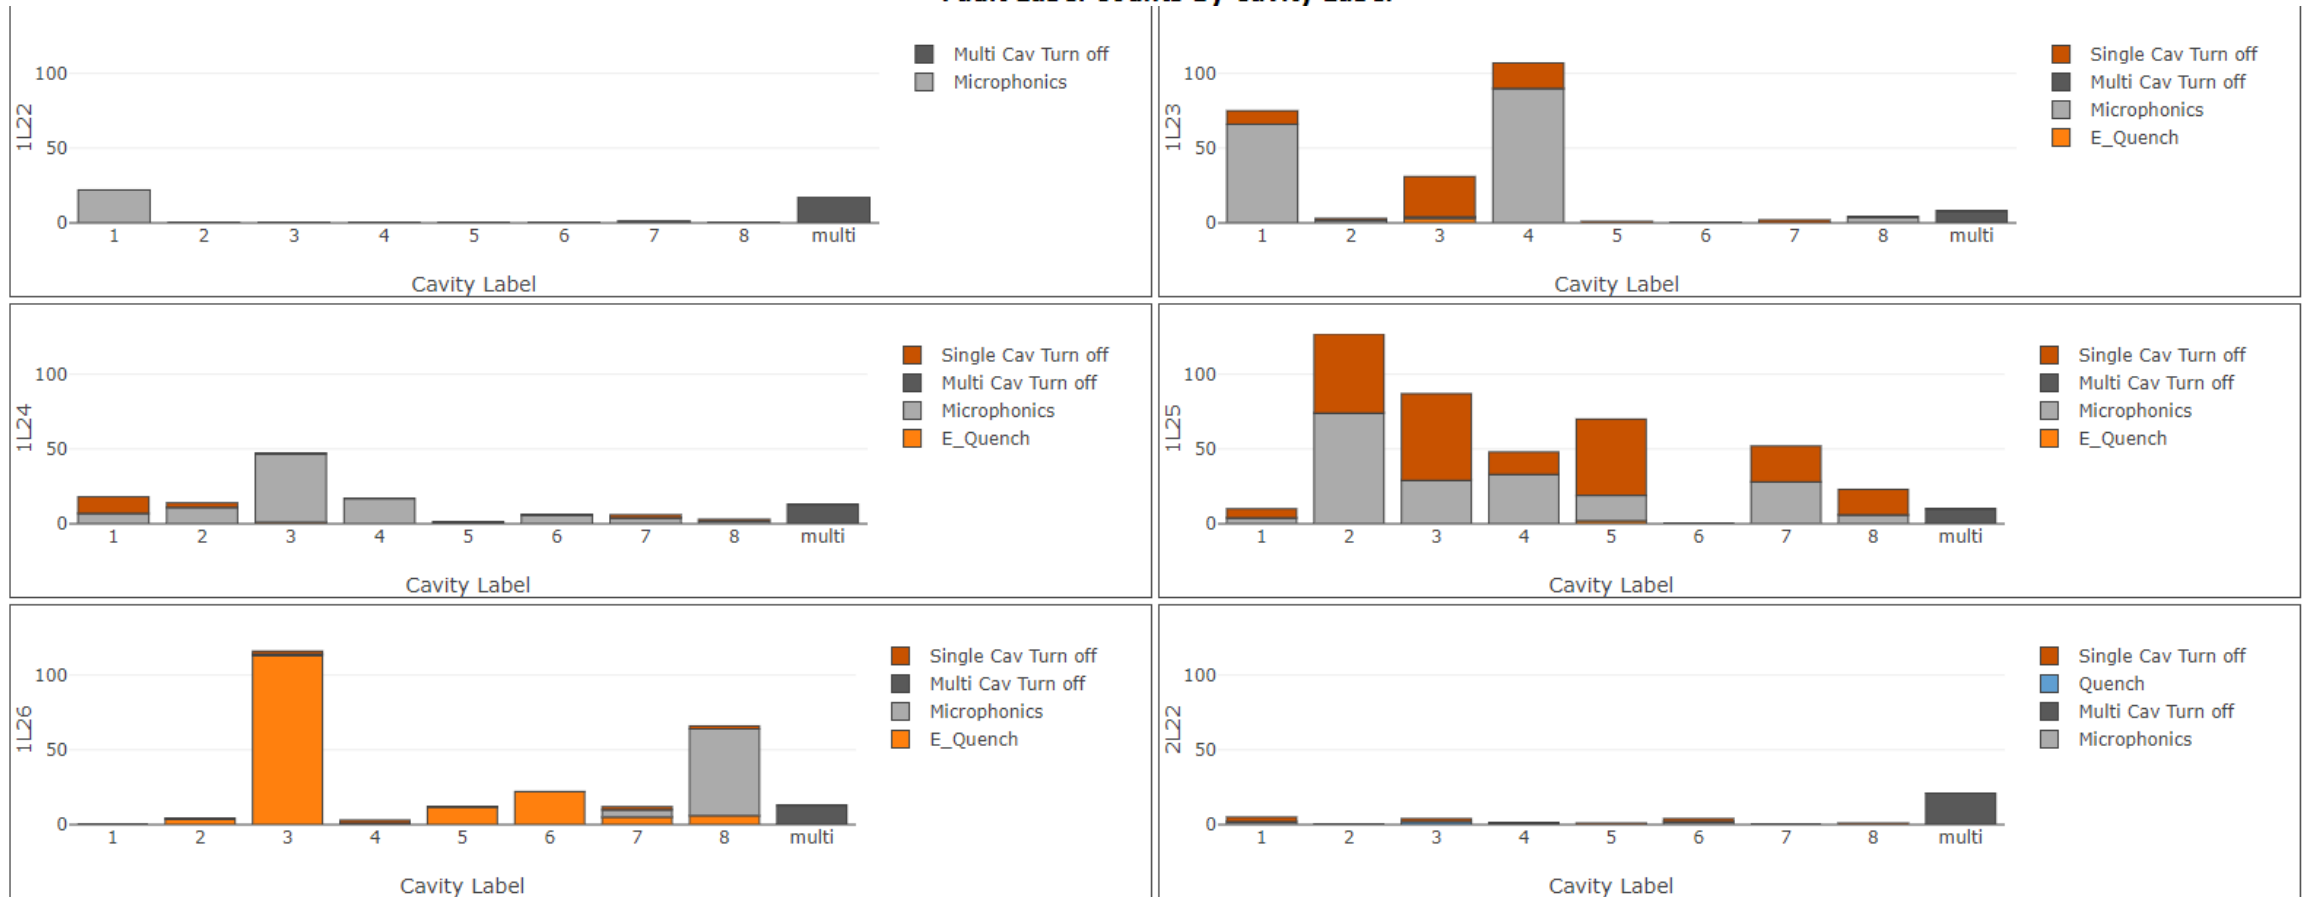 Fault Label Counts By Cavity Label
1L22
100
50
0
1 2 3 4 5 6 7 8 multi
Cavity Label
Multi Cav Turn off
Microphonics
1L23
100
50
0
1 2 3 4 5 6 7 8 multi
Cavity Label
Single Cav Turn off
Multi Cav Turn off
Microphonics
E_Quench
1L24
100
50
0
1 2 3 4 5 6 7 8 multi
Cavity Label
Single Cav Turn off
Multi Cav Turn off
Microphonics
E_Quench
1L25
100
50
0
1 2 3 4 5 6 7 8 multi
Cavity Label
Single Cav Turn off
Multi Cav Turn off
Microphonics
E_Quench
1L26
100
50
0
1 2 3 4 5 6 7 8 multi
Cavity Label
Single Cav Turn off
Multi Cav Turn off
Microphonics
E_Quench
2L22
100
50
0
1 2 3 4 5 6 7 8 multi
Cavity Label
Single Cav Turn off
Quench
Multi Cav Turn off
Microphonics